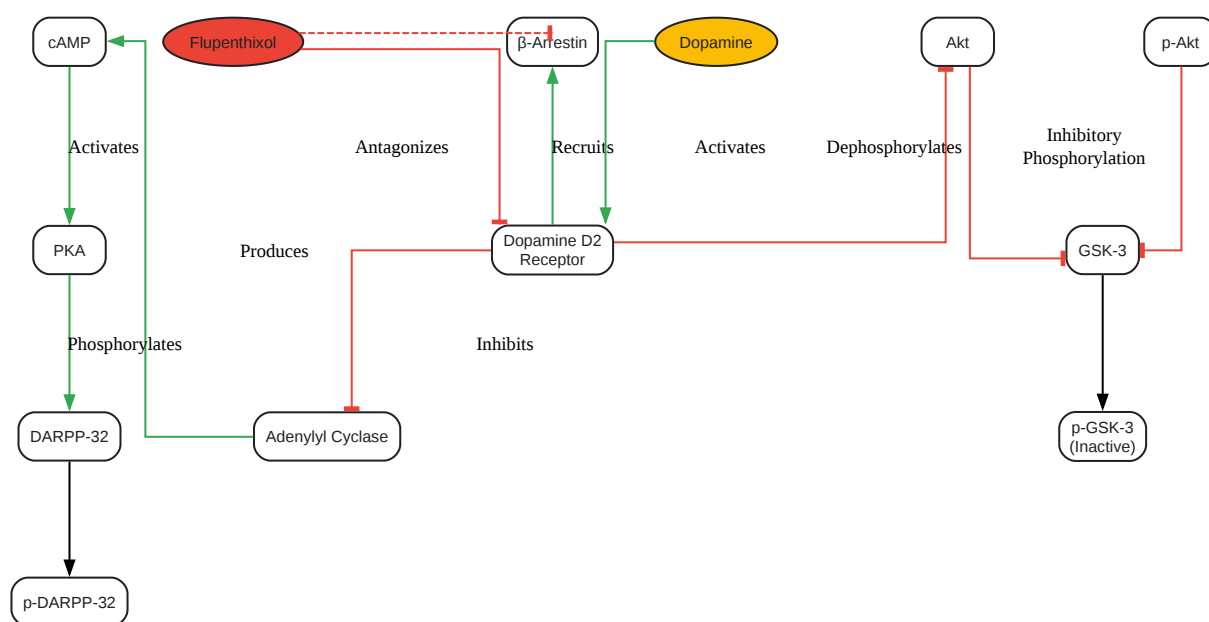 cAMP
Flupenthixol
β-Arrestin
Dopamine
Akt
p-Akt
Activates
Antagonizes
Recruits
Activates
Dephosphorylates
Inhibitory
Phosphorylation
PKA
Produces
Dopamine D2
Receptor
GSK-3
Phosphorylates
Inhibits
DARPP-32
Adenylyl Cyclase
p-GSK-3
(Inactive)
p-DARPP-32